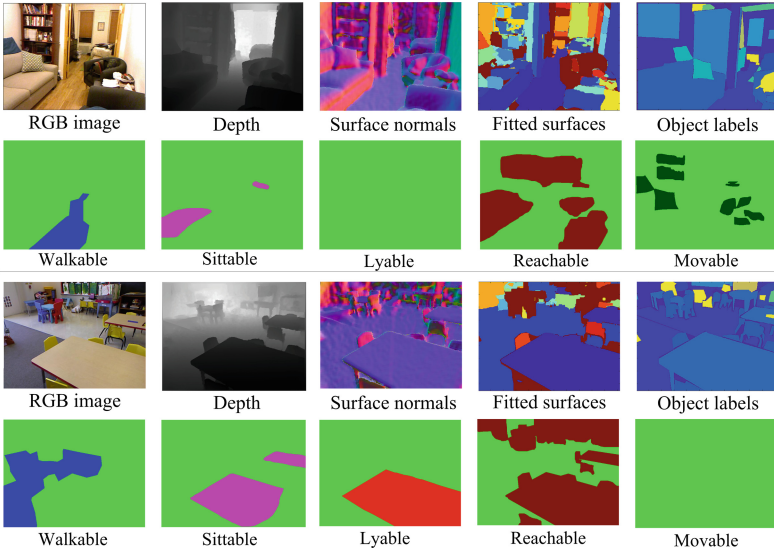 RGB image Depth Surface normals Fitted surfaces Object labels
Walkable Sittable Lyable Reachable Movable
RGB image Depth Surface normals Fitted surfaces Object labels
Walkable Sittable Lyable Reachable Movable